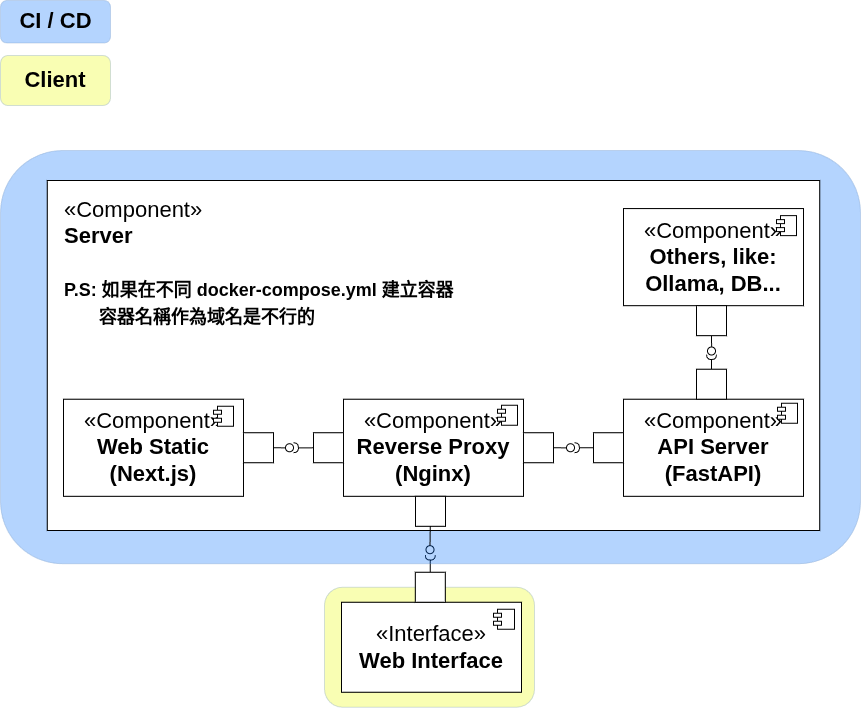 CI / CD
Client
«Component»
Server
P.S: 如果在不同 docker-compose.yml 建立容器
容器名稱作為域名是不行的
«Component»
Others, like:
Ollama, DB...
«Component»
Web Static
(Next.js)
«Component»
Reverse Proxy
(Nginx)
«Component»
API Server
(FastAPI)
«Interface»
Web Interface